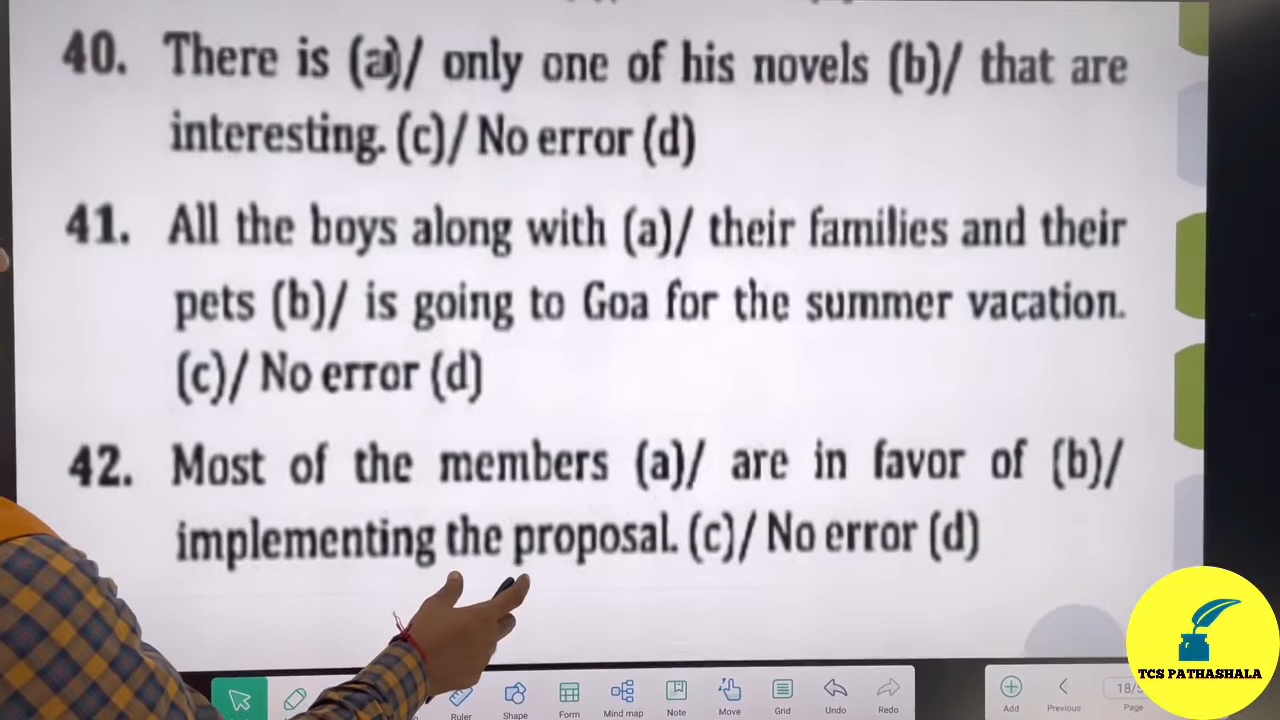 40. There is (a)/ only one of his novels (b)/ that are
interesting. (c)/ No error (d)
41. All the boys along with (a)/ their families and their
pets (b)/ is going to Goa for the summer vacation.
(c)/ No error (d)
42. Most of the members (a)/ are in favor of (b)/
implementing the proposal. (c)/ No error (d)
TCS PATHASHALA
Ruler Shape Form Mind map Note Move Grid Undo Redo Add Previous Page